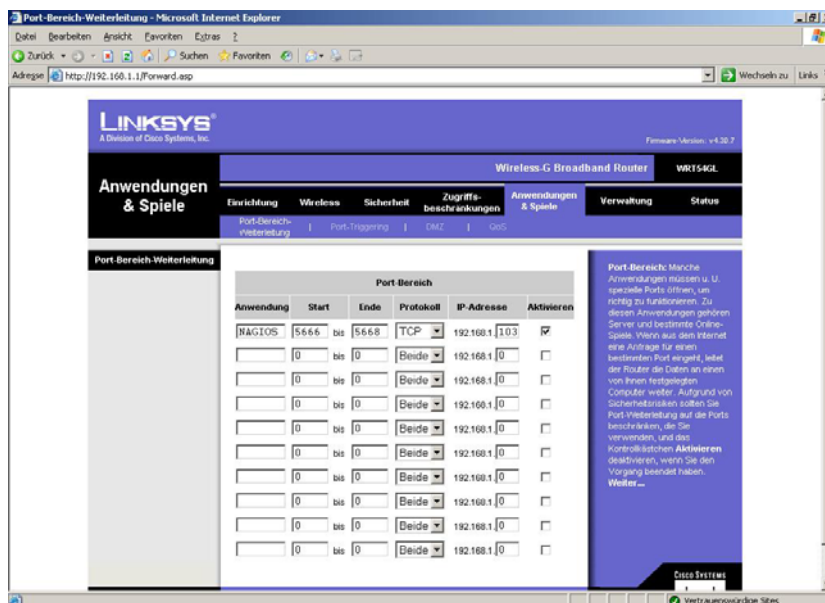 Port-Bereich-Weiterleitung - Microsoft Internet Explorer
Datei Bearbeiten Ansicht Favoriten Extras ?
Zurück Suchen Favoriten
Adresse http://192.168.1.1/Forward.asp Wechseln zu Links
LINKSYS®
A Division of Cisco Systems, Inc.
Firmware-Version: v4.30.7
Wireless-G Broadband Router WRT54GL
Anwendungen & Spiele
Einrichtung Wireless Sicherheit Zugriffs-beschränkungen Anwendungen & Spiele Verwaltung Status
Port-Bereich-Weiterleitung | Port-Triggering | DMZ | QoS
Port-Bereich-Weiterleitung
Port-Bereich
Anwendung Start Ende Protokoll IP-Adresse Aktivieren
NAGIOS 5666 bis 5668 TCP 192.168.1.103
0 bis 0 Beide 192.168.1.0
0 bis 0 Beide 192.168.1.0
0 bis 0 Beide 192.168.1.0
0 bis 0 Beide 192.168.1.0
0 bis 0 Beide 192.168.1.0
0 bis 0 Beide 192.168.1.0
0 bis 0 Beide 192.168.1.0
0 bis 0 Beide 192.168.1.0
0 bis 0 Beide 192.168.1.0
Port-Bereich: Manche
Anwendungen müssen u. U.
spezielle Ports öffnen, um
richtig zu funktionieren. Zu
diesen Anwendungen gehören
Server und bestimmte Online-
Spiele. Wenn aus dem Internet
eine Anfrage für einen
bestimmten Port eingeht, leitet
der Router die Daten an einen
von Ihnen festgelegten
Computer weiter. Aufgrund von
Sicherheitsrisiken sollten Sie
Port-Weiterleitung auf die Ports
beschränken, die Sie
verwenden, und das
Kontrollkästchen Aktivieren
deaktivieren, wenn Sie den
Vorgang beendet haben.
Weiter...
CISCO SYSTEMS
Vertrauenswürdige Sites